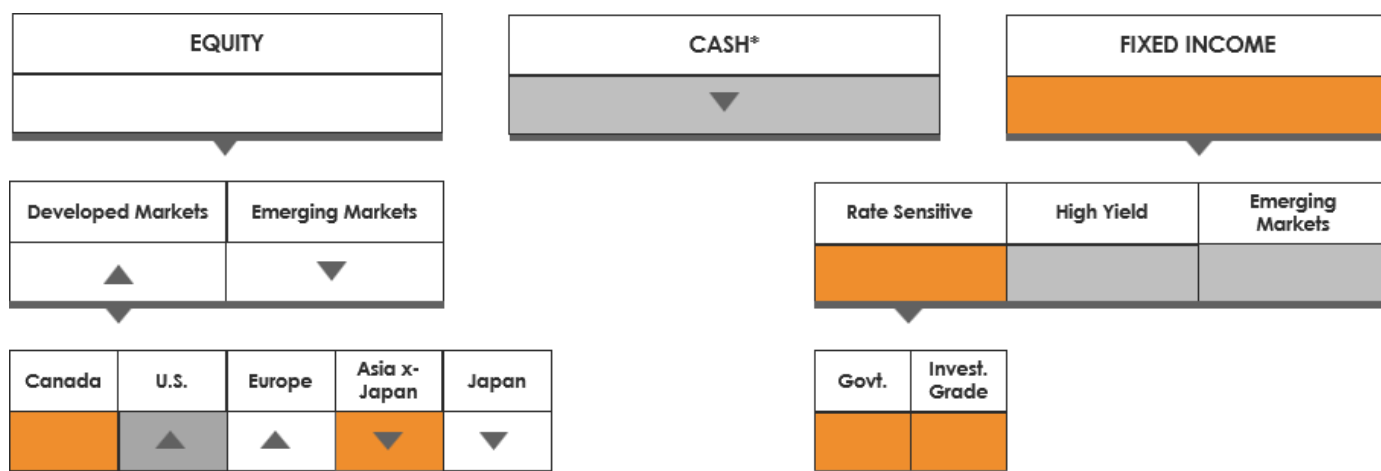 EQUITY
CASH*
FIXED INCOME
Developed Markets
Emerging Markets
Rate Sensitive
High Yield
Emerging
Markets
Canada
U.S.
Europe
Asia x-
Japan
Japan
Govt.
Invest.
Grade